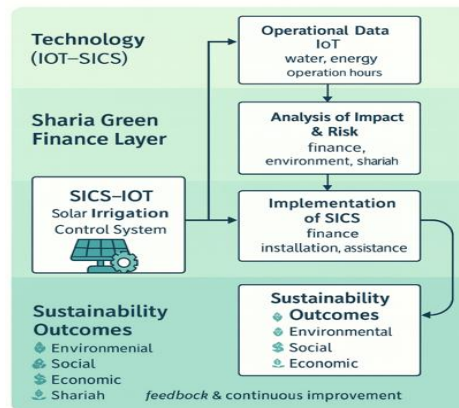 Technology
(IOT–SICS)
Operational Data
IoT
water, energy
operation hours
Sharia Green
Finance Layer
Analysis of Impact
& Risk
finance,
environment, shariah
SICS–IOT
Solar Irrigation
Control System
Implementation
of SICS
finance
installation, assistance
Sustainability
Outcomes
Environmenial
Social
Economic
Shariah
Sustainability
Outcomes
Environmental
Social
Economic
feedback & continuous improvement